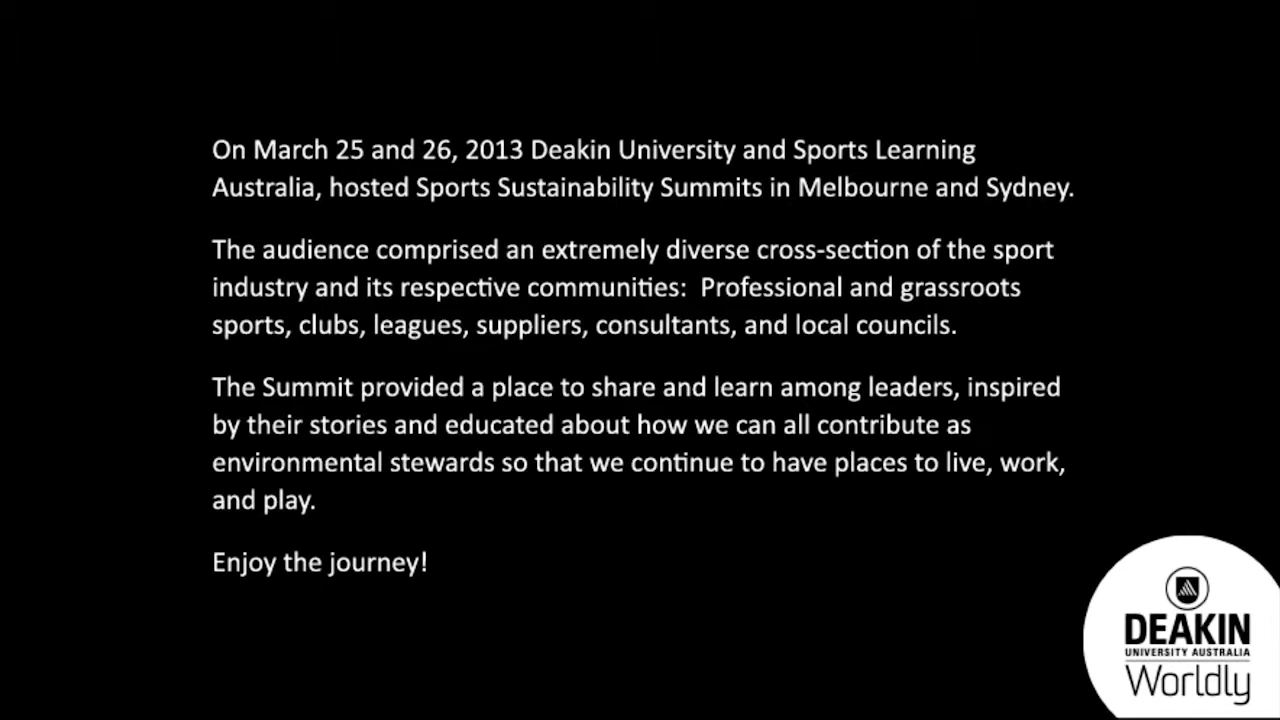 On March 25 and 26, 2013 Deakin University and Sports Learning
Australia, hosted Sports Sustainability Summits in Melbourne and Sydney.
The audience comprised an extremely diverse cross-section of the sport
industry and its respective communities:  Professional and grassroots
sports, clubs, leagues, suppliers, consultants, and local councils.
The Summit provided a place to share and learn among leaders, inspired
by their stories and educated about how we can all contribute as
environmental stewards so that we continue to have places to live, work,
and play.
Enjoy the journey!
DEAKIN
UNIVERSITY AUSTRALIA
Worldly